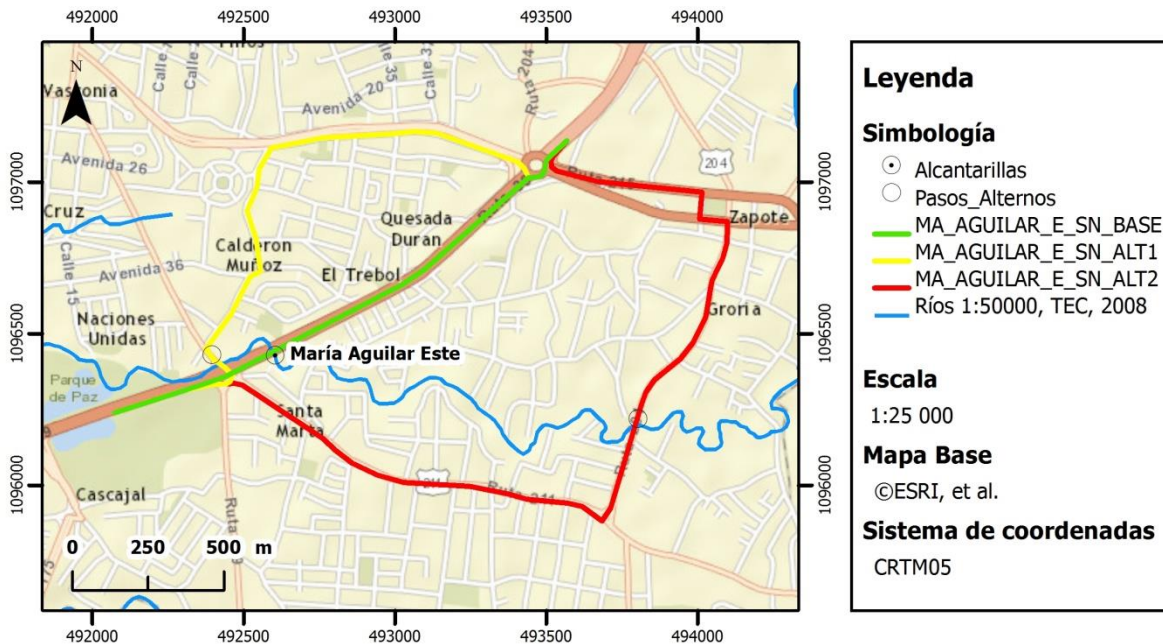 492000 492500 493000 493500 494000
N
Vasconia
Calle 23
Calle 35
Ruta 204
Avenida 20
Avenida 26
204
Cruz
Calle 15
Quesada
Duran
Zapote
Calderon
Muñoz
Avenida 36
El Trebol
Groria
Naciones
Unidas
María Aguilar Este
Parque
de Paz
Santa
Marta
211
Ruta 211
Cascajal
0 250 500 m
1097000
1096500
1096000
1097000
1096500
1096000
492000 492500 493000 493500 494000
Leyenda
Simbología
Alcantarillas
Pasos_Alternos
MA_AGUILAR_E_SN_BASE
MA_AGUILAR_E_SN_ALT1
MA_AGUILAR_E_SN_ALT2
Ríos 1:50000, TEC, 2008
Escala
1:25 000
Mapa Base
©ESRI, et al.
Sistema de coordenadas
CRTM05